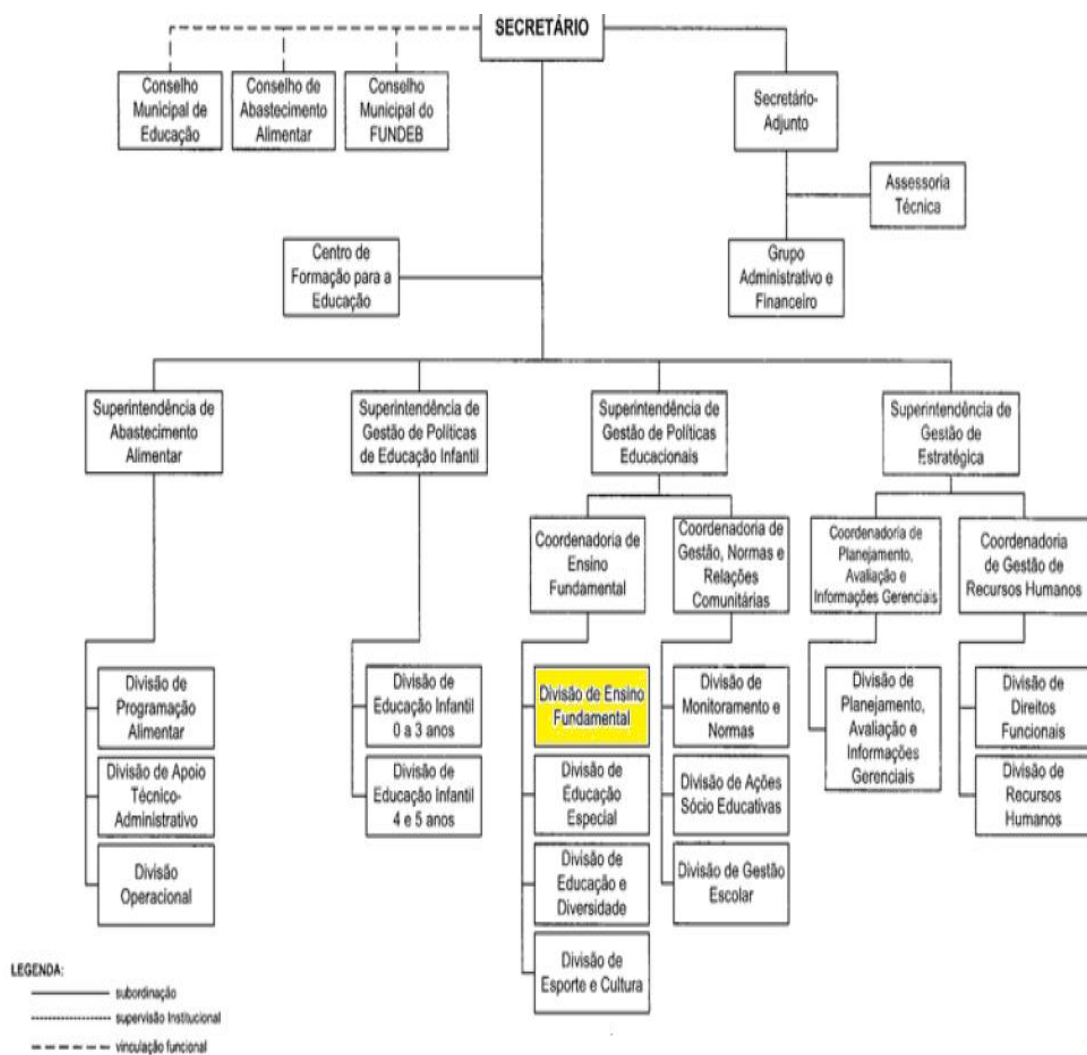 SECRETÁRIO
Conselho
Municipal de
Educação
Conselho de
Abastecimento
Alimentar
Conselho
Municipal do
FUNDEB
Secretário-
Adjunto
Assessoria
Técnica
Grupo
Administrativo e
Financeiro
Centro de
Formação para a
Educação
Superintendência de
Abastecimento
Alimentar
Superintendência de
Gestão de Políticas
de Educação Infantil
Superintendência de
Gestão de Políticas
Educacionais
Superintendência de
Gestão de
Estratégica
Coordenadoria de
Ensino
Fundamental
Coordenadoria de
Gestão, Normas e
Relações
Comunitárias
Coordenadoria de
Planejamento,
Avaliação e
Informações Gerenciais
Coordenadoria
de Gestão de
Recursos Humanos
Divisão de
Programação
Alimentar
Divisão de Apoio
Técnico-
Administrativo
Divisão
Operacional
Divisão de
Educação Infantil
0 a 3 anos
Divisão de
Educação Infantil
4 e 5 anos
Divisão de Ensino
Fundamental
Divisão de
Educação
Especial
Divisão de
Educação e
Diversidade
Divisão de
Esporte e Cultura
Divisão de
Monitoramento e
Normas
Divisão de Ações
Sócio Educativas
Divisão de Gestão
Escolar
Divisão de
Planejamento,
Avaliação e
Informações
Gerenciais
Divisão de
Direitos
Funcionais
Divisão de
Recursos
Humanos
LEGENDA:
subordinação
supervisão Institucional
vinculação funcional